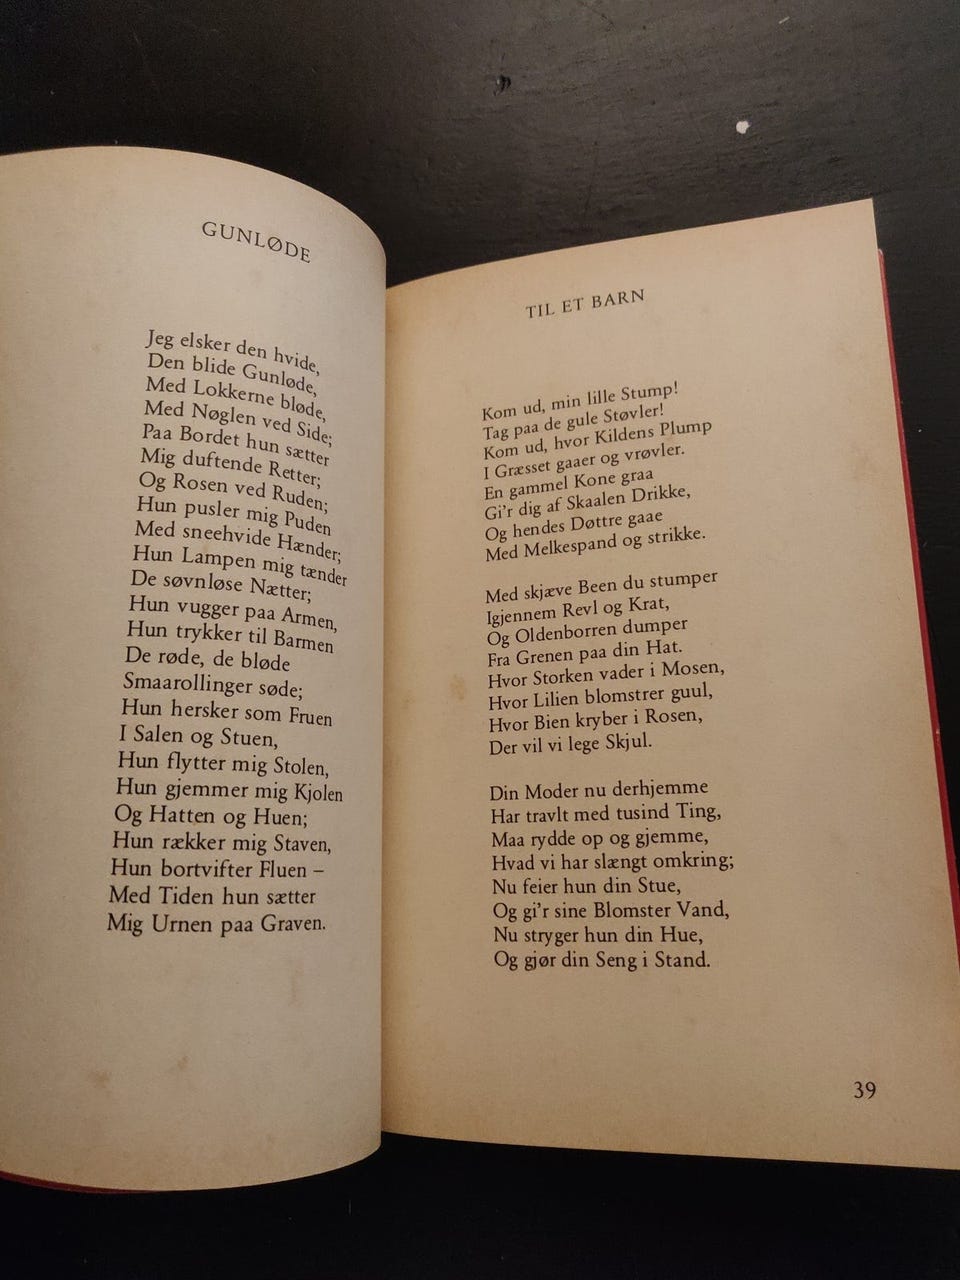 GUNLØDE
Jeg elsker den hvide,
Den blide Gunløde,
Med Lokkerne bløde,
Med Nøglen ved Side;
Paa Bordet hun sætter
Mig duftende Retter;
Og Rosen ved Ruden;
Hun pusler mig Puden
Med sneehvide Hænder;
Hun Lampen mig tænder
De søvnløse Nætter;
Hun vugger paa Armen,
Hun trykker til Barmen
De røde, de bløde
Smaarollinger søde;
Hun hersker som Fruen
I Salen og Stuen,
Hun flytter mig Stolen,
Hun gjemmer mig Kjolen
Og Hatten og Huen;
Hun rækker mig Staven,
Hun bortvifter Fluen –
Med Tiden hun sætter
Mig Urnen paa Graven.
TIL ET BARN
Kom ud, min lille Stump!
Tag paa de gule Støvler!
Kom ud, hvor Kildens Plump
I Græsset gaaer og vrøvler.
En gammel Kone graa
Gi'r dig af Skaalen Drikke,
Og hendes Døttre gaae
Med Melkespand og strikke.
Med skjæve Been du stumper
Igjennem Revl og Krat,
Og Oldenborren dumper
Fra Grenen paa din Hat.
Hvor Storken vader i Mosen,
Hvor Lilien blomstrer guul,
Hvor Bien kryber i Rosen,
Der vil vi lege Skjul.
Din Moder nu derhjemme
Har travlt med tusind Ting,
Maa rydde op og gjemme,
Hvad vi har slængt omkring;
Nu feier hun din Stue,
Og gi'r sine Blomster Vand,
Nu stryger hun din Hue,
Og gjør din Seng i Stand.
39